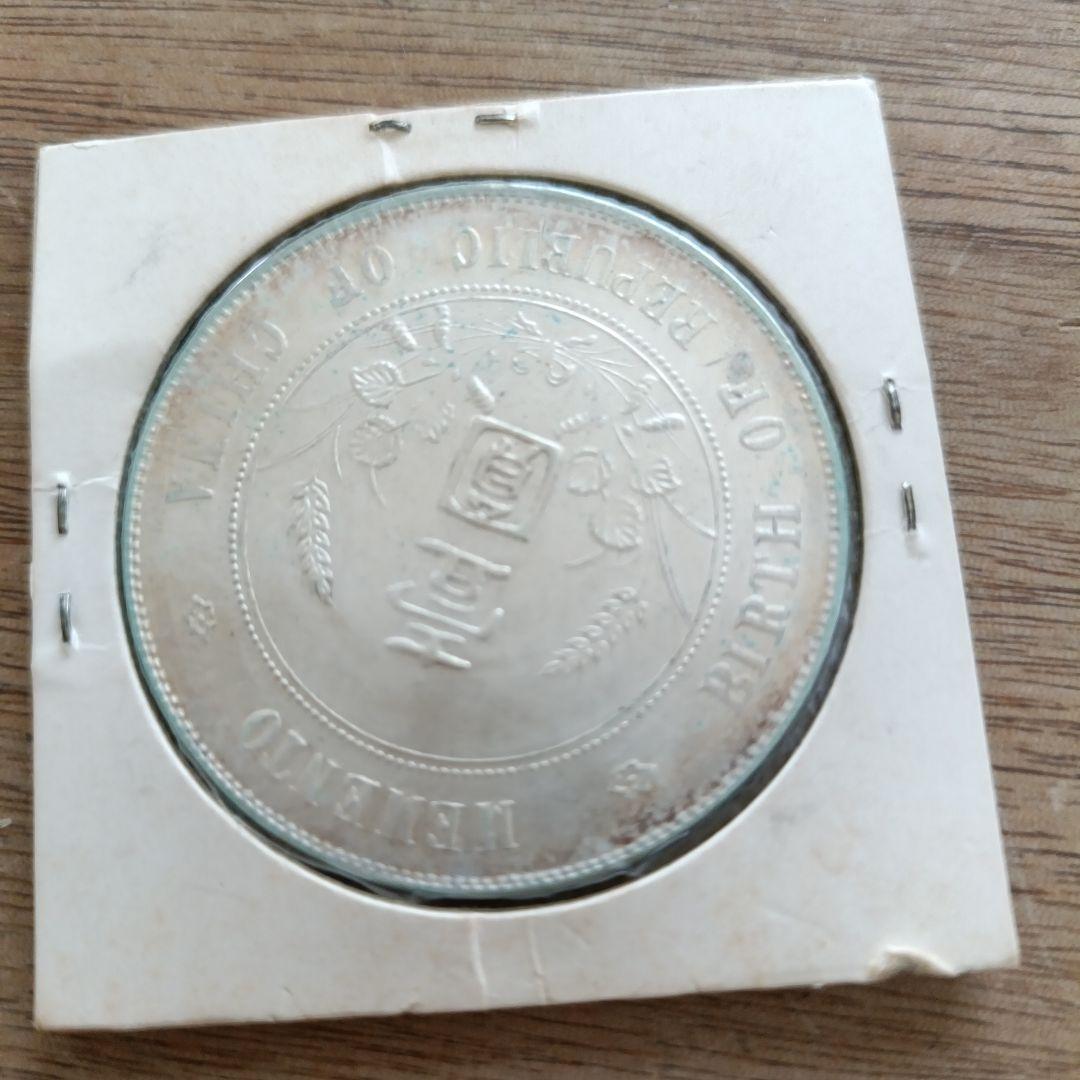 MEMENTO
壹
圓
BIRTH OF REPUBLIC OF CHINA